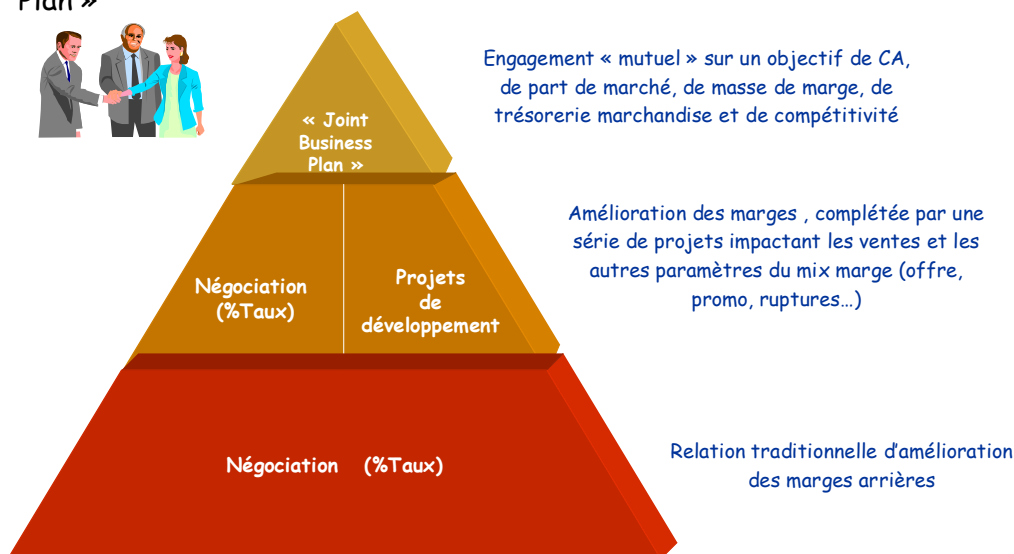 Plan »
Engagement « mutuel » sur un objectif de CA,
de part de marché, de masse de marge, de
trésorerie marchandise et de compétitivité
« Joint
Business
Plan »
Amélioration des marges , complétée par une
série de projets impactant les ventes et les
autres paramètres du mix marge (offre,
promo, ruptures…)
Négociation
(%Taux)
Projets
de
développement
Négociation (%Taux)
Relation traditionnelle d'amélioration
des marges arrières